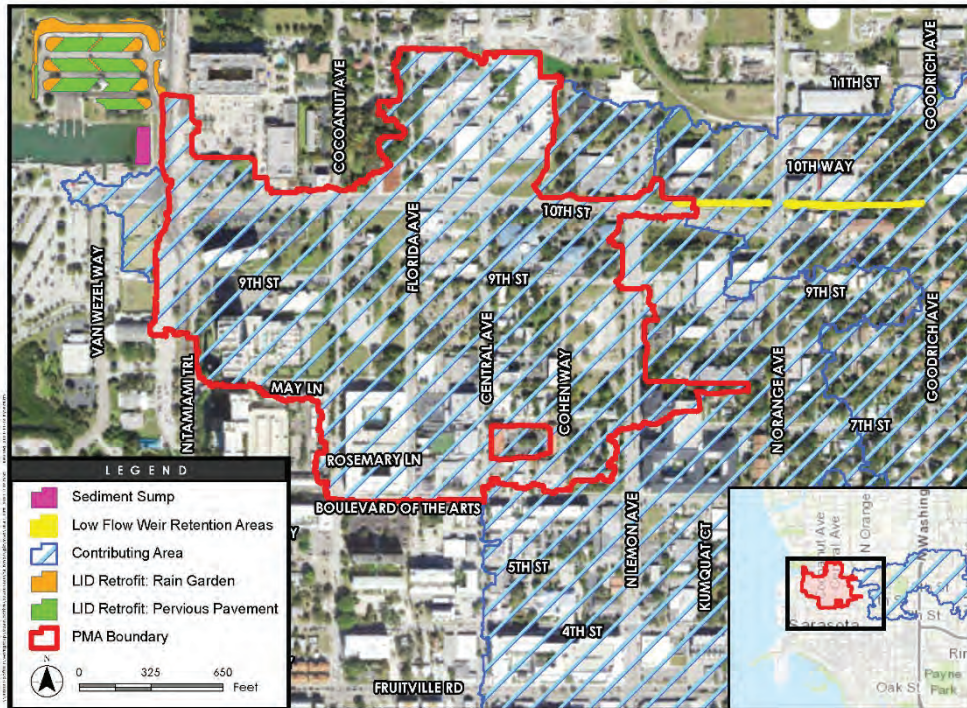 GOODRICH AVE
11TH ST
COCOANUT AVE
10TH WAY
10TH ST
FLORIDA AVE
9TH ST
9TH ST
9TH ST
VAN WEZEL WAY
GOODRICH AVE
CENTRAL AVE
N TAMIAMI TRL
N ORANGE AVE
MAY LN
COHEN WAY
7TH ST
ROSEMARY LN
BOULEVARD OF THE ARTS
5TH ST
N LEMON AVE
KUMQUAT CT
4TH ST
FRUITVILLE RD
LEGEND
Sediment Sump
Low Flow Weir Retention Areas
Contributing Area
LID Retrofit: Rain Garden
LID Retrofit: Pervious Pavement
PMA Boundary
N
0 325 650
Feet
N Orange
Washing
Sarasota
Oak St
Payne
Park